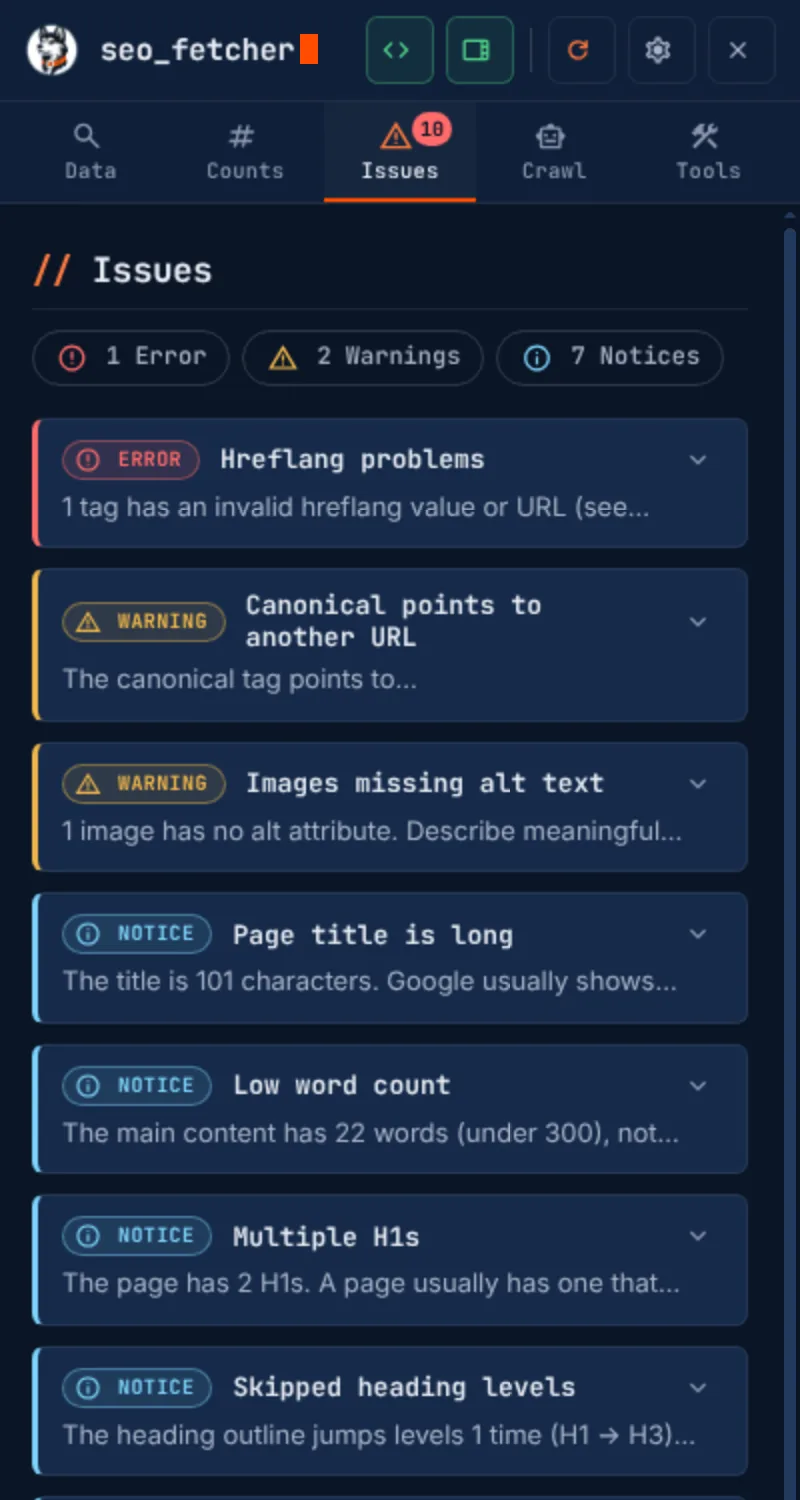 seo_fetcher
10
Data
Counts
Issues
Crawl
Tools
// Issues
1 Error
2 Warnings
7 Notices
ERROR Hreflang problems
1 tag has an invalid hreflang value or URL (see...
WARNING Canonical points to
another URL
The canonical tag points to...
WARNING Images missing alt text
1 image has no alt attribute. Describe meaningful...
NOTICE Page title is long
The title is 101 characters. Google usually shows...
NOTICE Low word count
The main content has 22 words (under 300), not...
NOTICE Multiple H1s
The page has 2 H1s. A page usually has one that...
NOTICE Skipped heading levels
The heading outline jumps levels 1 time (H1 → H3)...